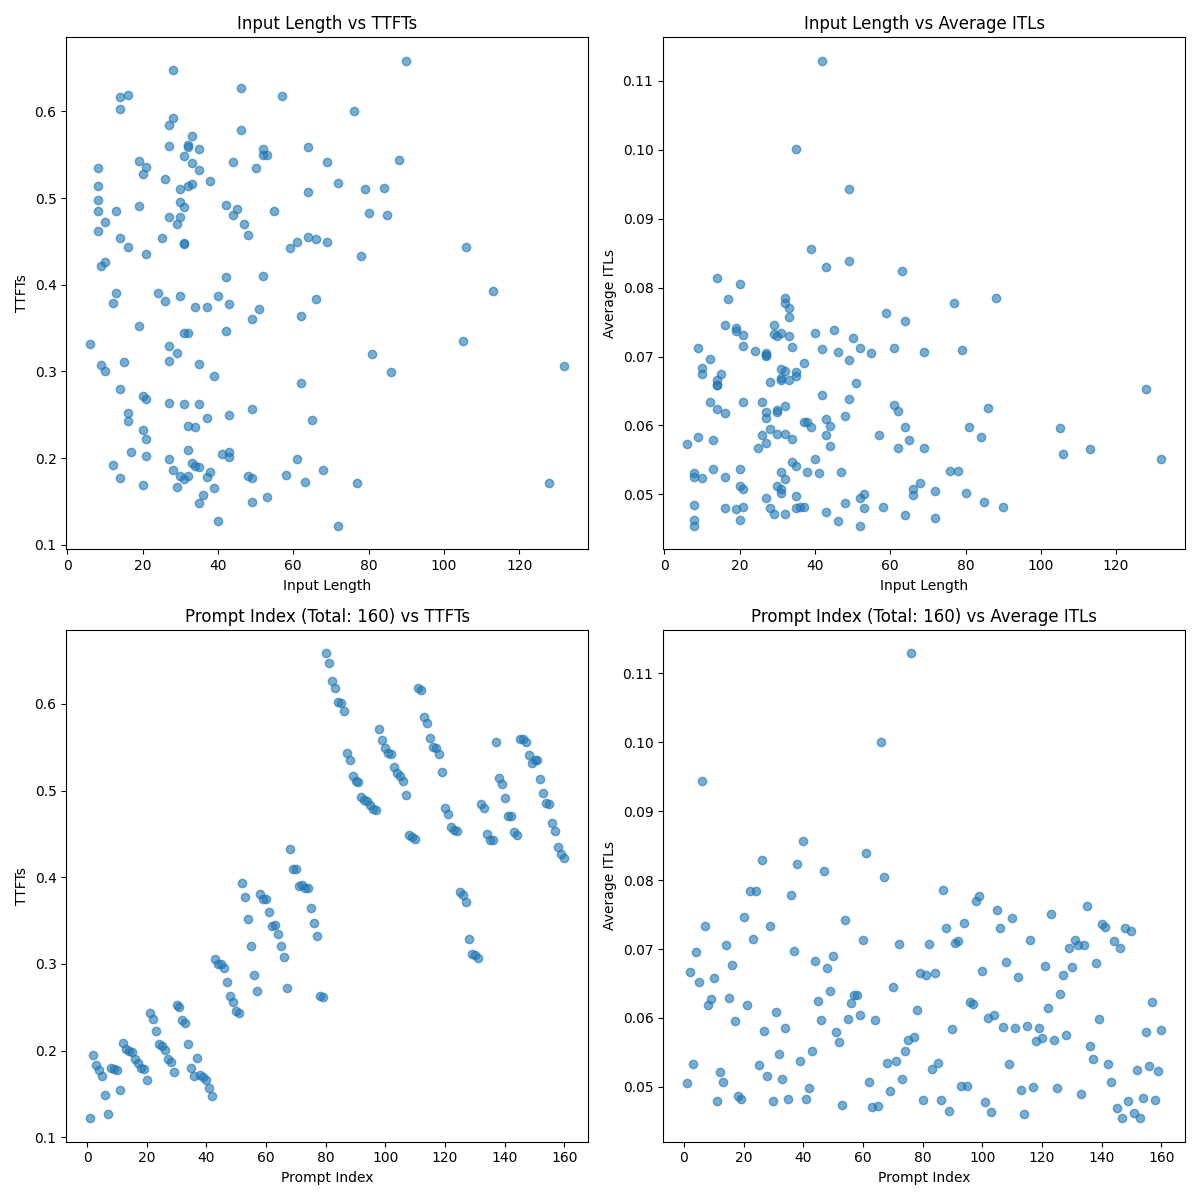 Input Length vs TTFTs
0.6
0.5
0.4
0.3
0.2
0.1
TTFTs
0 20 40 60 80 100 120
Input Length
Input Length vs Average ITLs
0.11
0.10
0.09
0.08
0.07
0.06
0.05
Average ITLs
0 20 40 60 80 100 120
Input Length
Prompt Index (Total: 160) vs TTFTs
0.6
0.5
0.4
0.3
0.2
0.1
TTFTs
0 20 40 60 80 100 120 140 160
Prompt Index
Prompt Index (Total: 160) vs Average ITLs
0.11
0.10
0.09
0.08
0.07
0.06
0.05
Average ITLs
0 20 40 60 80 100 120 140 160
Prompt Index